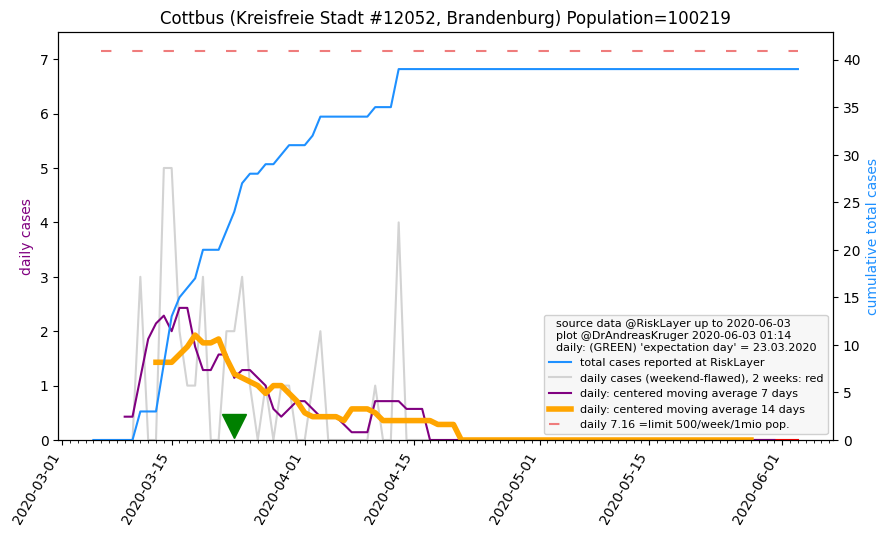 Cottbus (Kreisfreie Stadt #12052, Brandenburg) Population=100219
daily cases
7
6
5
4
3
2
1
0
40
35
30
25
20
15
10
5
0
cumulative total cases
source data @RiskLayer up to 2020-06-03
plot @DrAndreasKruger 2020-06-03 01:14
daily: (GREEN) 'expectation day' = 23.03.2020
total cases reported at RiskLayer
daily cases (weekend-flawed), 2 weeks: red
daily: centered moving average 7 days
daily: centered moving average 14 days
daily 7.16 =limit 500/week/1mio pop.
2020-03-01
2020-03-15
2020-04-01
2020-04-15
2020-05-01
2020-05-15
2020-06-01